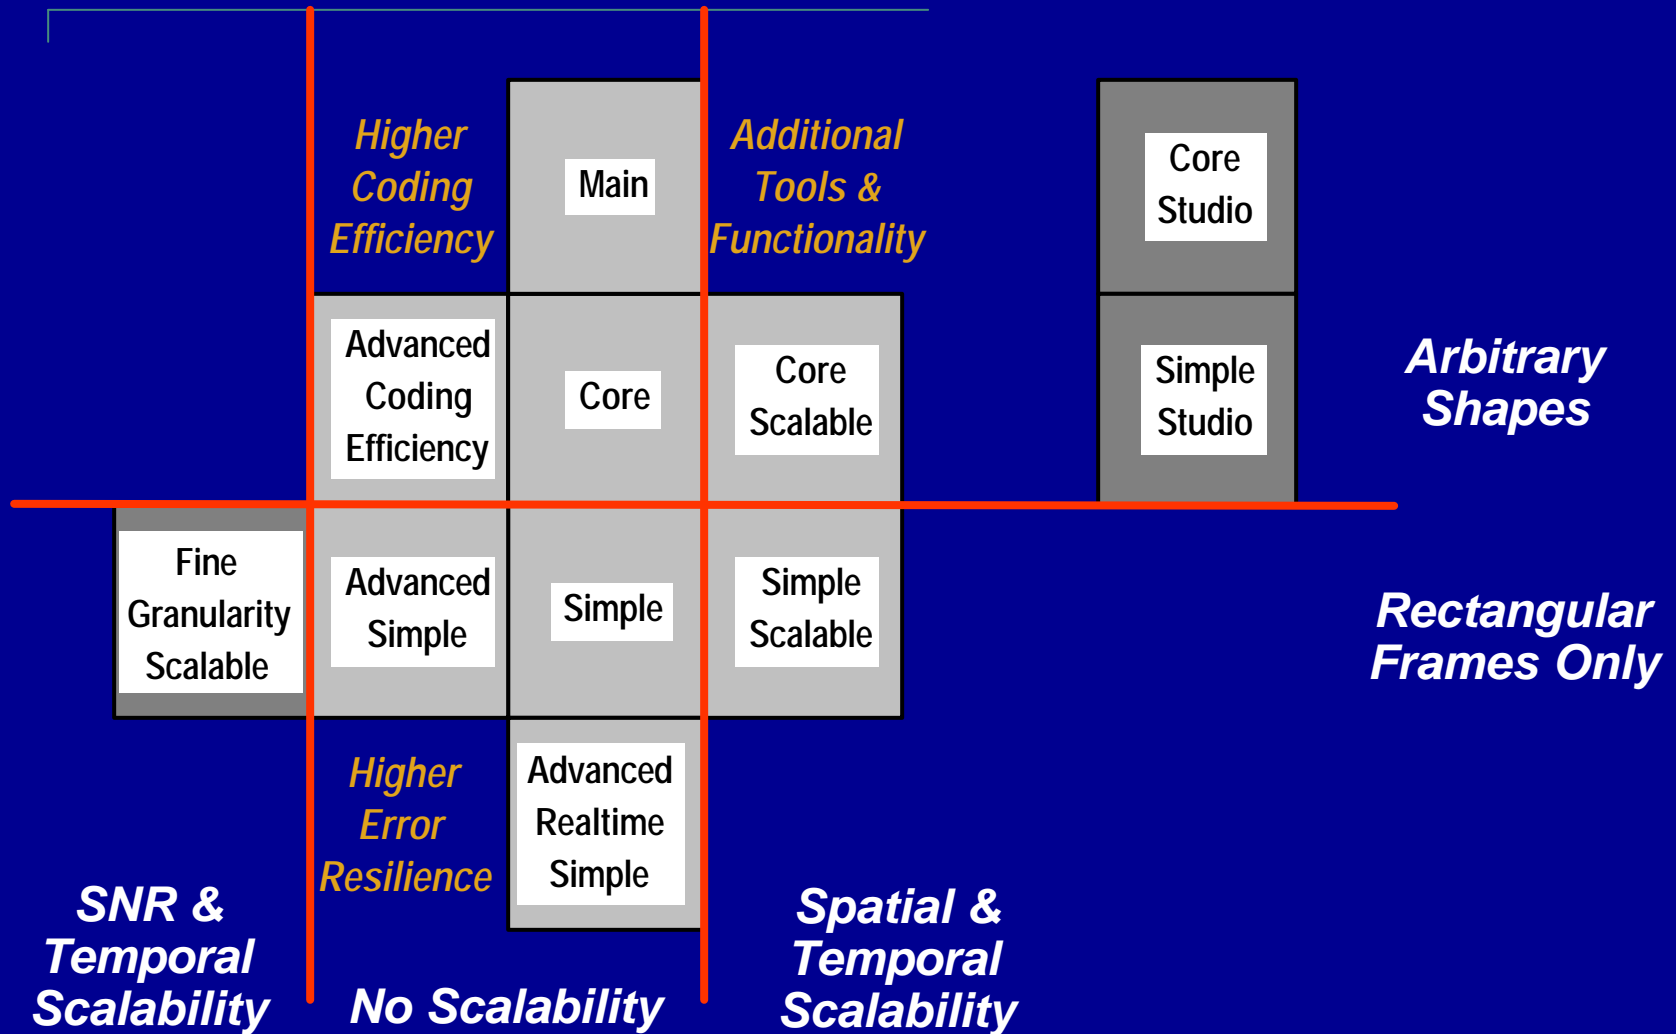 Higher
Coding
Efficiency
Main
Additional
Tools &
Functionality
Core
Studio
Advanced
Coding
Efficiency
Core
Core
Scalable
Simple
Studio
Arbitrary
Shapes
Fine
Granularity
Scalable
Advanced
Simple
Simple
Simple
Scalable
Rectangular
Frames Only
Higher
Error
Resilience
Advanced
Realtime
Simple
SNR &
Temporal
Scalability
No Scalability
Spatial &
Temporal
Scalability